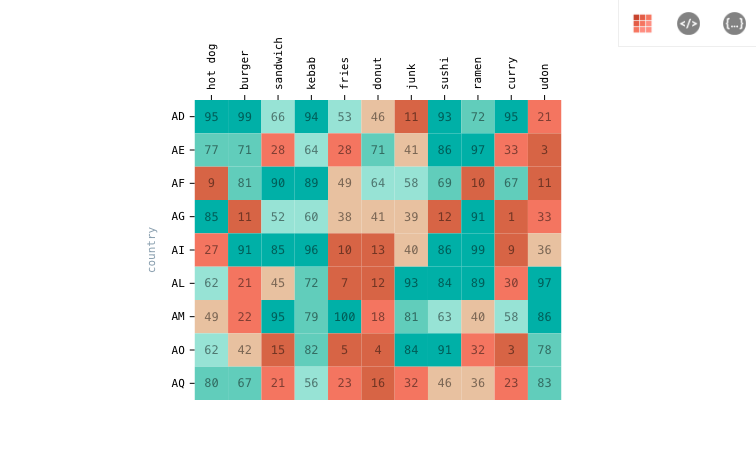 </>
{...}
hot dog
burger
sandwich
kebab
fries
donut
junk
sushi
ramen
curry
udon
country
AD 95 99 66 94 53 46 11 93 72 95 21
AE 77 71 28 64 28 71 41 86 97 33 3
AF 9 81 90 89 49 64 58 69 10 67 11
AG 85 11 52 60 38 41 39 12 91 1 33
AI 27 91 85 96 10 13 40 86 99 9 36
AL 62 21 45 72 7 12 93 84 89 30 97
AM 49 22 95 79 100 18 81 63 40 58 86
AO 62 42 15 82 5 4 84 91 32 3 78
AQ 80 67 21 56 23 16 32 46 36 23 83